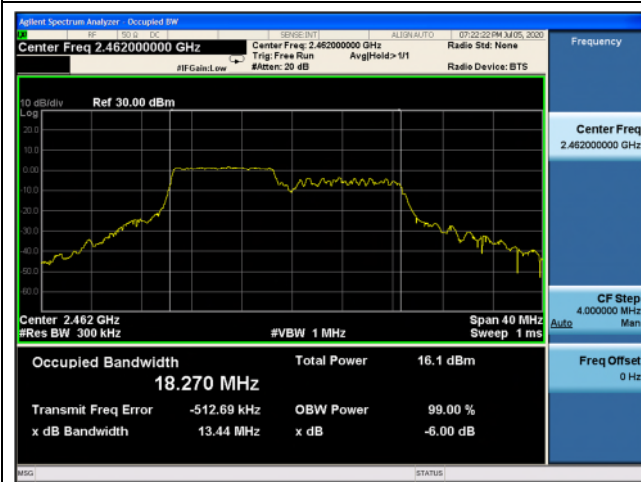 Agilent Spectrum Analyzer - Occupied BW
RF 50 Ω DC SENSE:INT ALIGN AUTO 07:22:22 PM Jul 05, 2020
Center Freq 2.462000000 GHz
Center Freq: 2.462000000 GHz
Radio Std: None
Trig: Free Run Avg|Hold>1/1
#IFGain:Low #Atten: 20 dB Radio Device: BTS
Frequency
10 dB/div Ref 30.00 dBm
Log
20.0
10.0
0.00
-10.0
-20.0
-30.0
-40.0
-50.0
-60.0
Center Freq
2.462000000 GHz
Center 2.462 GHz Span 40 MHz
#Res BW 300 kHz #VBW 1 MHz Sweep 1 ms
CF Step
4.000000 MHz
Auto Man
Occupied Bandwidth Total Power 16.1 dBm
18.270 MHz
Transmit Freq Error -512.69 kHz OBW Power 99.00 %
x dB Bandwidth 13.44 MHz x dB -6.00 dB
Freq Offset
0 Hz
MSG STATUS